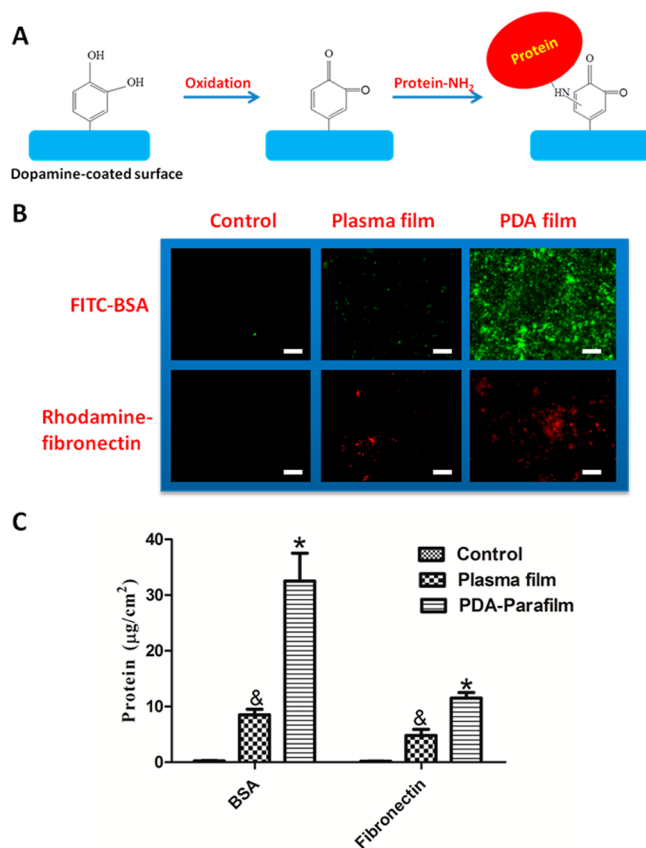 A
OH
OH
Oxidation
O
O
Protein-NH2
Protein
HN
O
O
Dopamine-coated surface
B
Control Plasma film PDA film
FITC-BSA
Rhodamine-
fibronectin
C
Protein (µg/cm2)
40
30
20
10
0
&
*
&
*
Control
Plasma film
PDA-Parafilm
BSA
Fibronectin